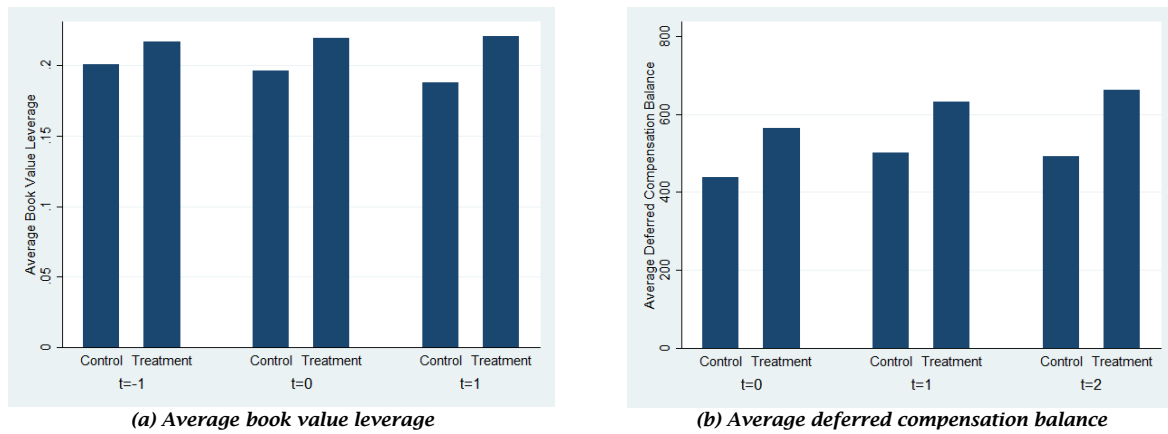 Average Book Value Leverage
.2
.15
.1
.05
0
Control Treatment Control Treatment Control Treatment
t=-1 t=0 t=1
(a) Average book value leverage
Average Deferred Compensation Balance
800
600
400
200
0
Control Treatment Control Treatment Control Treatment
t=0 t=1 t=2
(b) Average deferred compensation balance